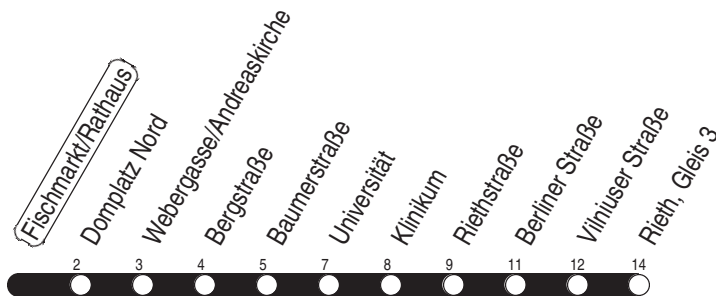 Fischmarkt/Rathaus
Domplatz Nord
Webergasse/Andreaskirche
Bergstraße
Baumerstraße
Universität
Klinikum
Riethstraße
Berliner Straße
Vilniuser Straße
Rieth, Gleis 3
2 3 4 5 7 8 9 11 12 14